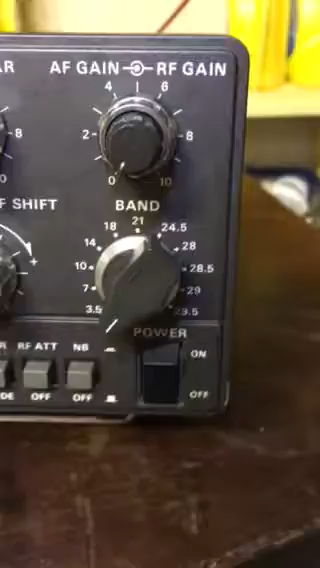 AR AF GAIN RF GAIN
4 6
8 2 8
0 0 10
F SHIFT BAND
21
18 24.5
14 28
+
10 28.5
7 29
3.5 29.5
POWER
R RF ATT NB ON
DE OFF OFF OFF